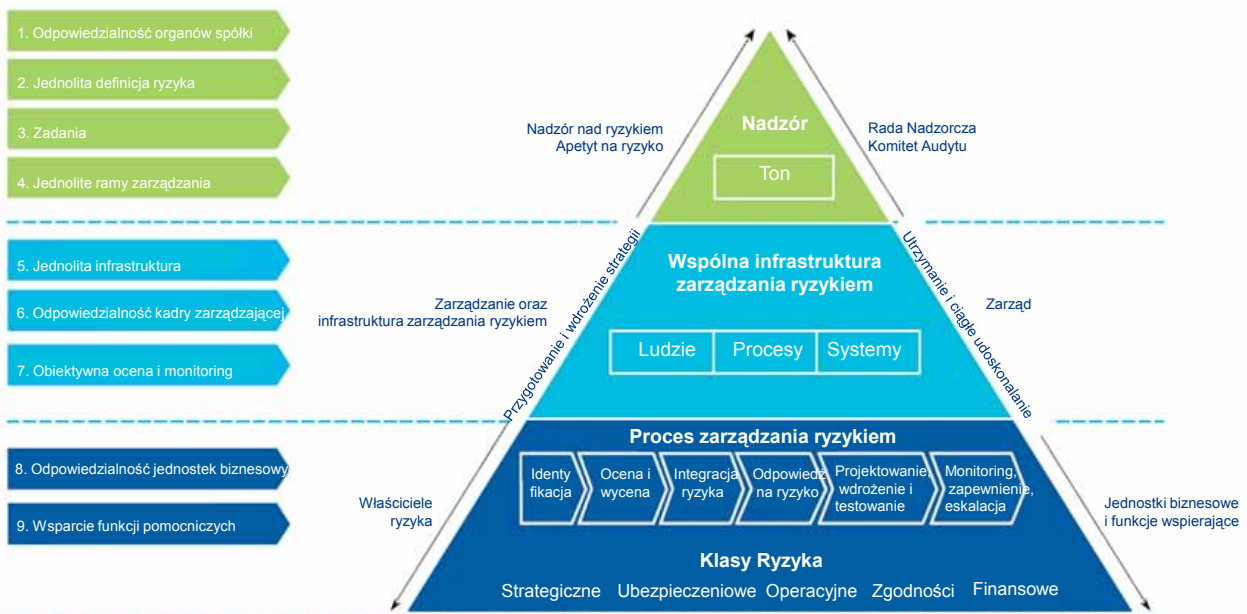 1. Odpowiedzialność organów spółki
2. Jednolita definicja ryzyka
3. Zadania
4. Jednolite ramy zarządzania
5. Jednolita infrastruktura
6. Odpowiedzialność kadry zarządzającej
7. Obiektywna ocena i monitoring
8. Odpowiedzialność jednostek biznesowy
9. Wsparcie funkcji pomocniczych
Nadzór nad ryzykiem
Apetyt na ryzyko
Nadzór
Ton
Rada Nadzorcza
Komitet Audytu
Przygotowanie i wdrożenie strategii
Zarządzanie oraz
infrastruktura zarządzania ryzykiem
Wspólna infrastruktura
zarządzania ryzykiem
Ludzie
Procesy
Systemy
Utrzymanie i ciągłe udoskonalanie
Zarząd
Właściciele
ryzyka
Proces zarządzania ryzykiem
Identy
fikacja
Ocena i
wycena
Integracja
ryzyka
Odpowiedź
na ryzyko
Projektowanie,
wdrożenie i
testowanie
Monitoring,
zapewnienie,
eskalacja
Jednostki biznesowe
i funkcje wspierające
Klasy Ryzyka
Strategiczne Ubezpieczeniowe Operacyjne Zgodności Finansowe